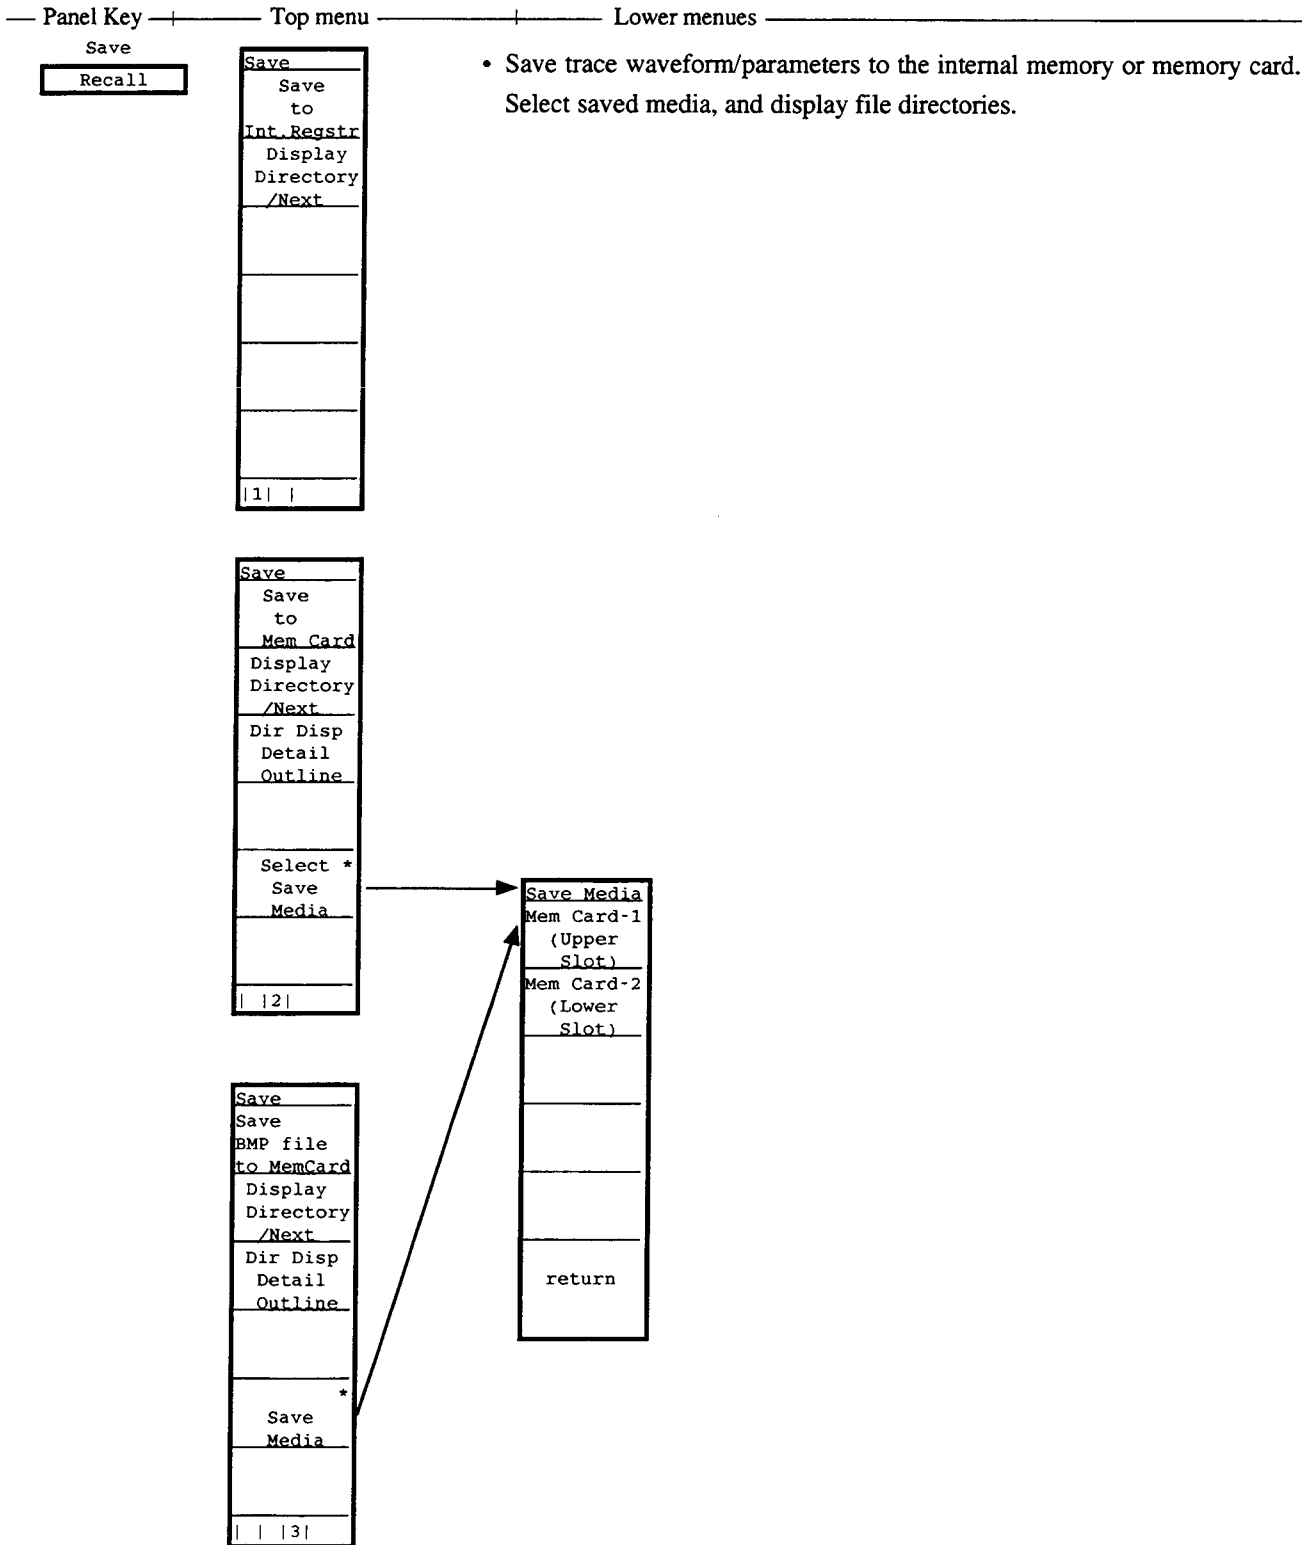 Panel Key Top menu Lower menues
Save
Recall
• Save trace waveform/parameters to the internal memory or memory card.
Select saved media, and display file directories.
Save
Save
to
Int.Regstr
Display
Directory
/Next
|1| |
Save
Save
to
Mem Card
Display
Directory
/Next
Dir Disp
Detail
Outline
Select *
Save
Media
| |2|
Save Media
Mem Card-1
(Upper
Slot)
Mem Card-2
(Lower
Slot)
return
Save
Save
BMP file
to MemCard
Display
Directory
/Next
Dir Disp
Detail
Outline
*
Save
Media
| | |3|